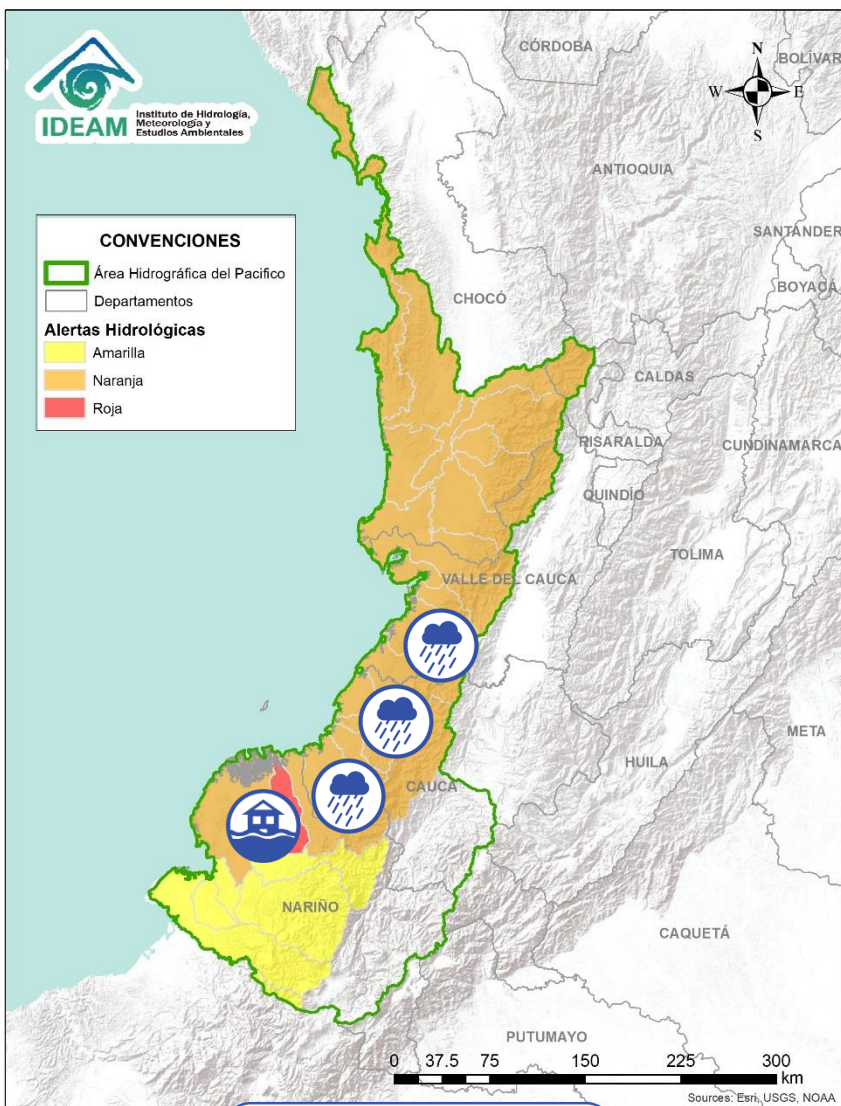 IDEAM
Instituto de Hidrología,
Meteorología y
Estudios Ambientales
CÓRDOBA
BOLÍVAR
N
W
E
S
ANTIOQUIA
SANTANDER
BOYACÁ
CONVENCIONES
Área Hidrográfica del Pacifico
Departamentos
Alertas Hidrológicas
Amarilla
Naranja
Roja
CHOCÓ
CALDAS
RISARALDA
CUNDINAMARCA
QUINDÍO
TOLIMA
VALLE DEL CAUCA
META
HUILA
CAUCA
NARIÑO
CAQUETÁ
PUTUMAYO
0 37.5 75 150 225 300
km
Sources: Esri, USGS, NOAA